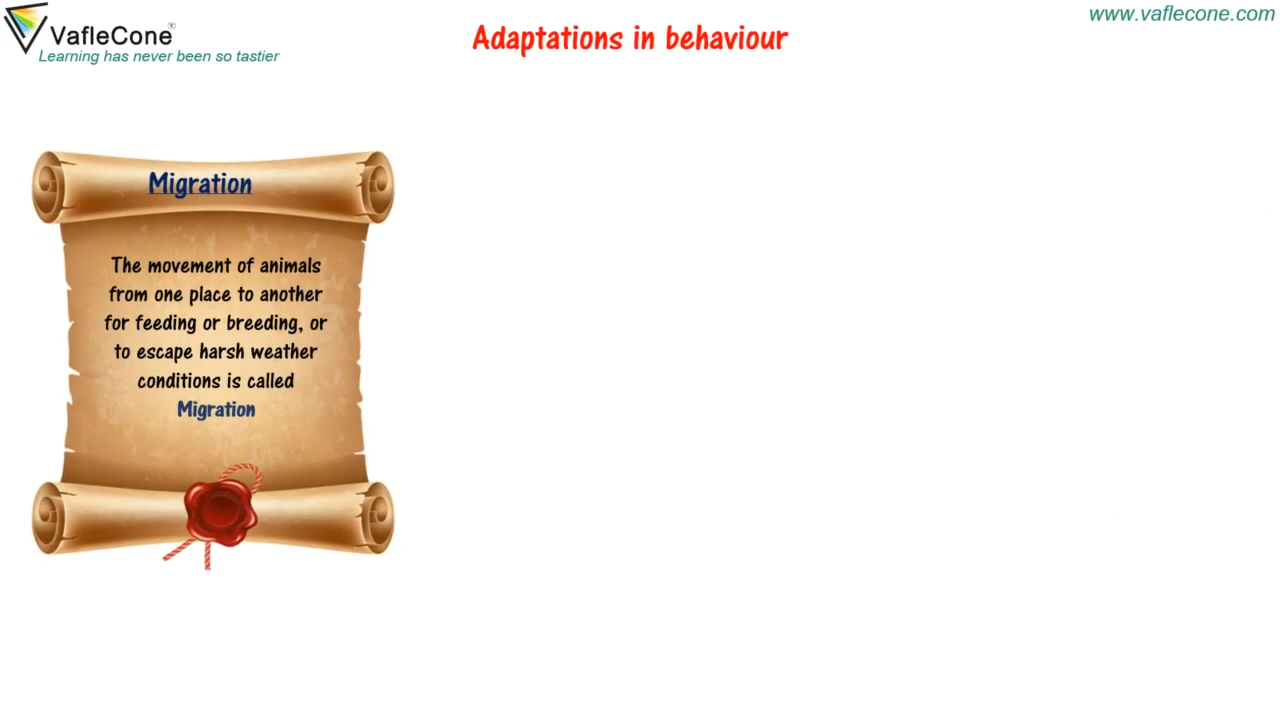 VafleCone®
Learning has never been so tastier
Adaptations in behaviour
www.vaflecone.com
Migration
The movement of animals
from one place to another
for feeding or breeding, or
to escape harsh weather
conditions is called
Migration